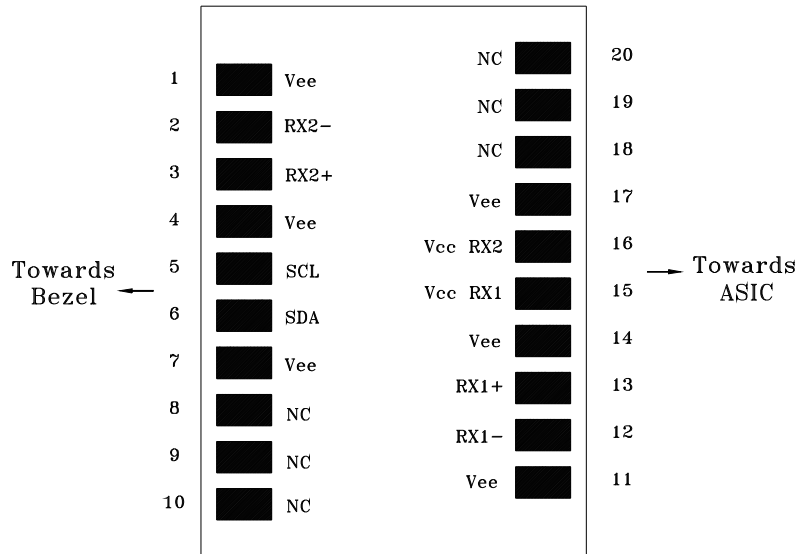 1 Vee
2 RX2-
3 RX2+
4 Vee
5 SCL
6 SDA
7 Vee
8 NC
9 NC
10 NC
Towards
Bezel
NC 20
NC 19
NC 18
Vee 17
Vcc RX2 16
Vcc RX1 15
Vee 14
RX1+ 13
RX1- 12
Vee 11
Towards
ASIC